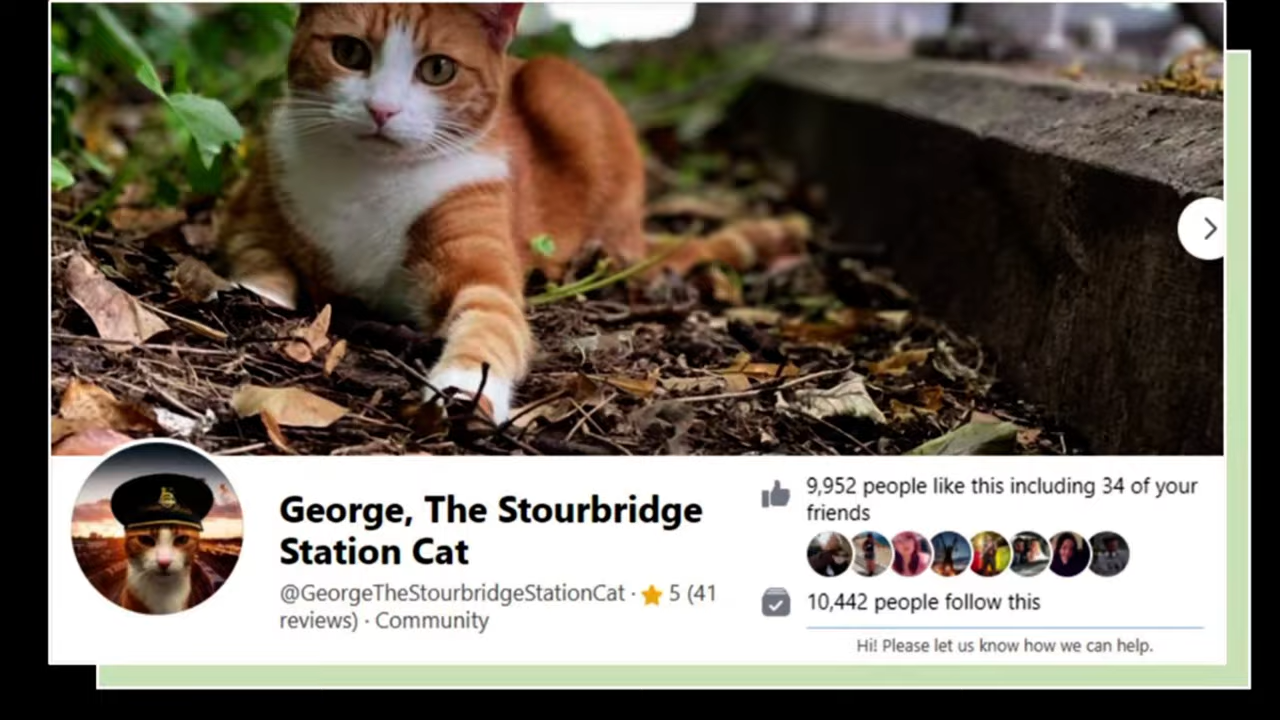 George, The Stourbridge
Station Cat
@GeorgeTheStourbridgeStationCat · ⭐ 5 (41
reviews) · Community
9,952 people like this including 34 of your
friends
10,442 people follow this
Hi! Please let us know how we can help.